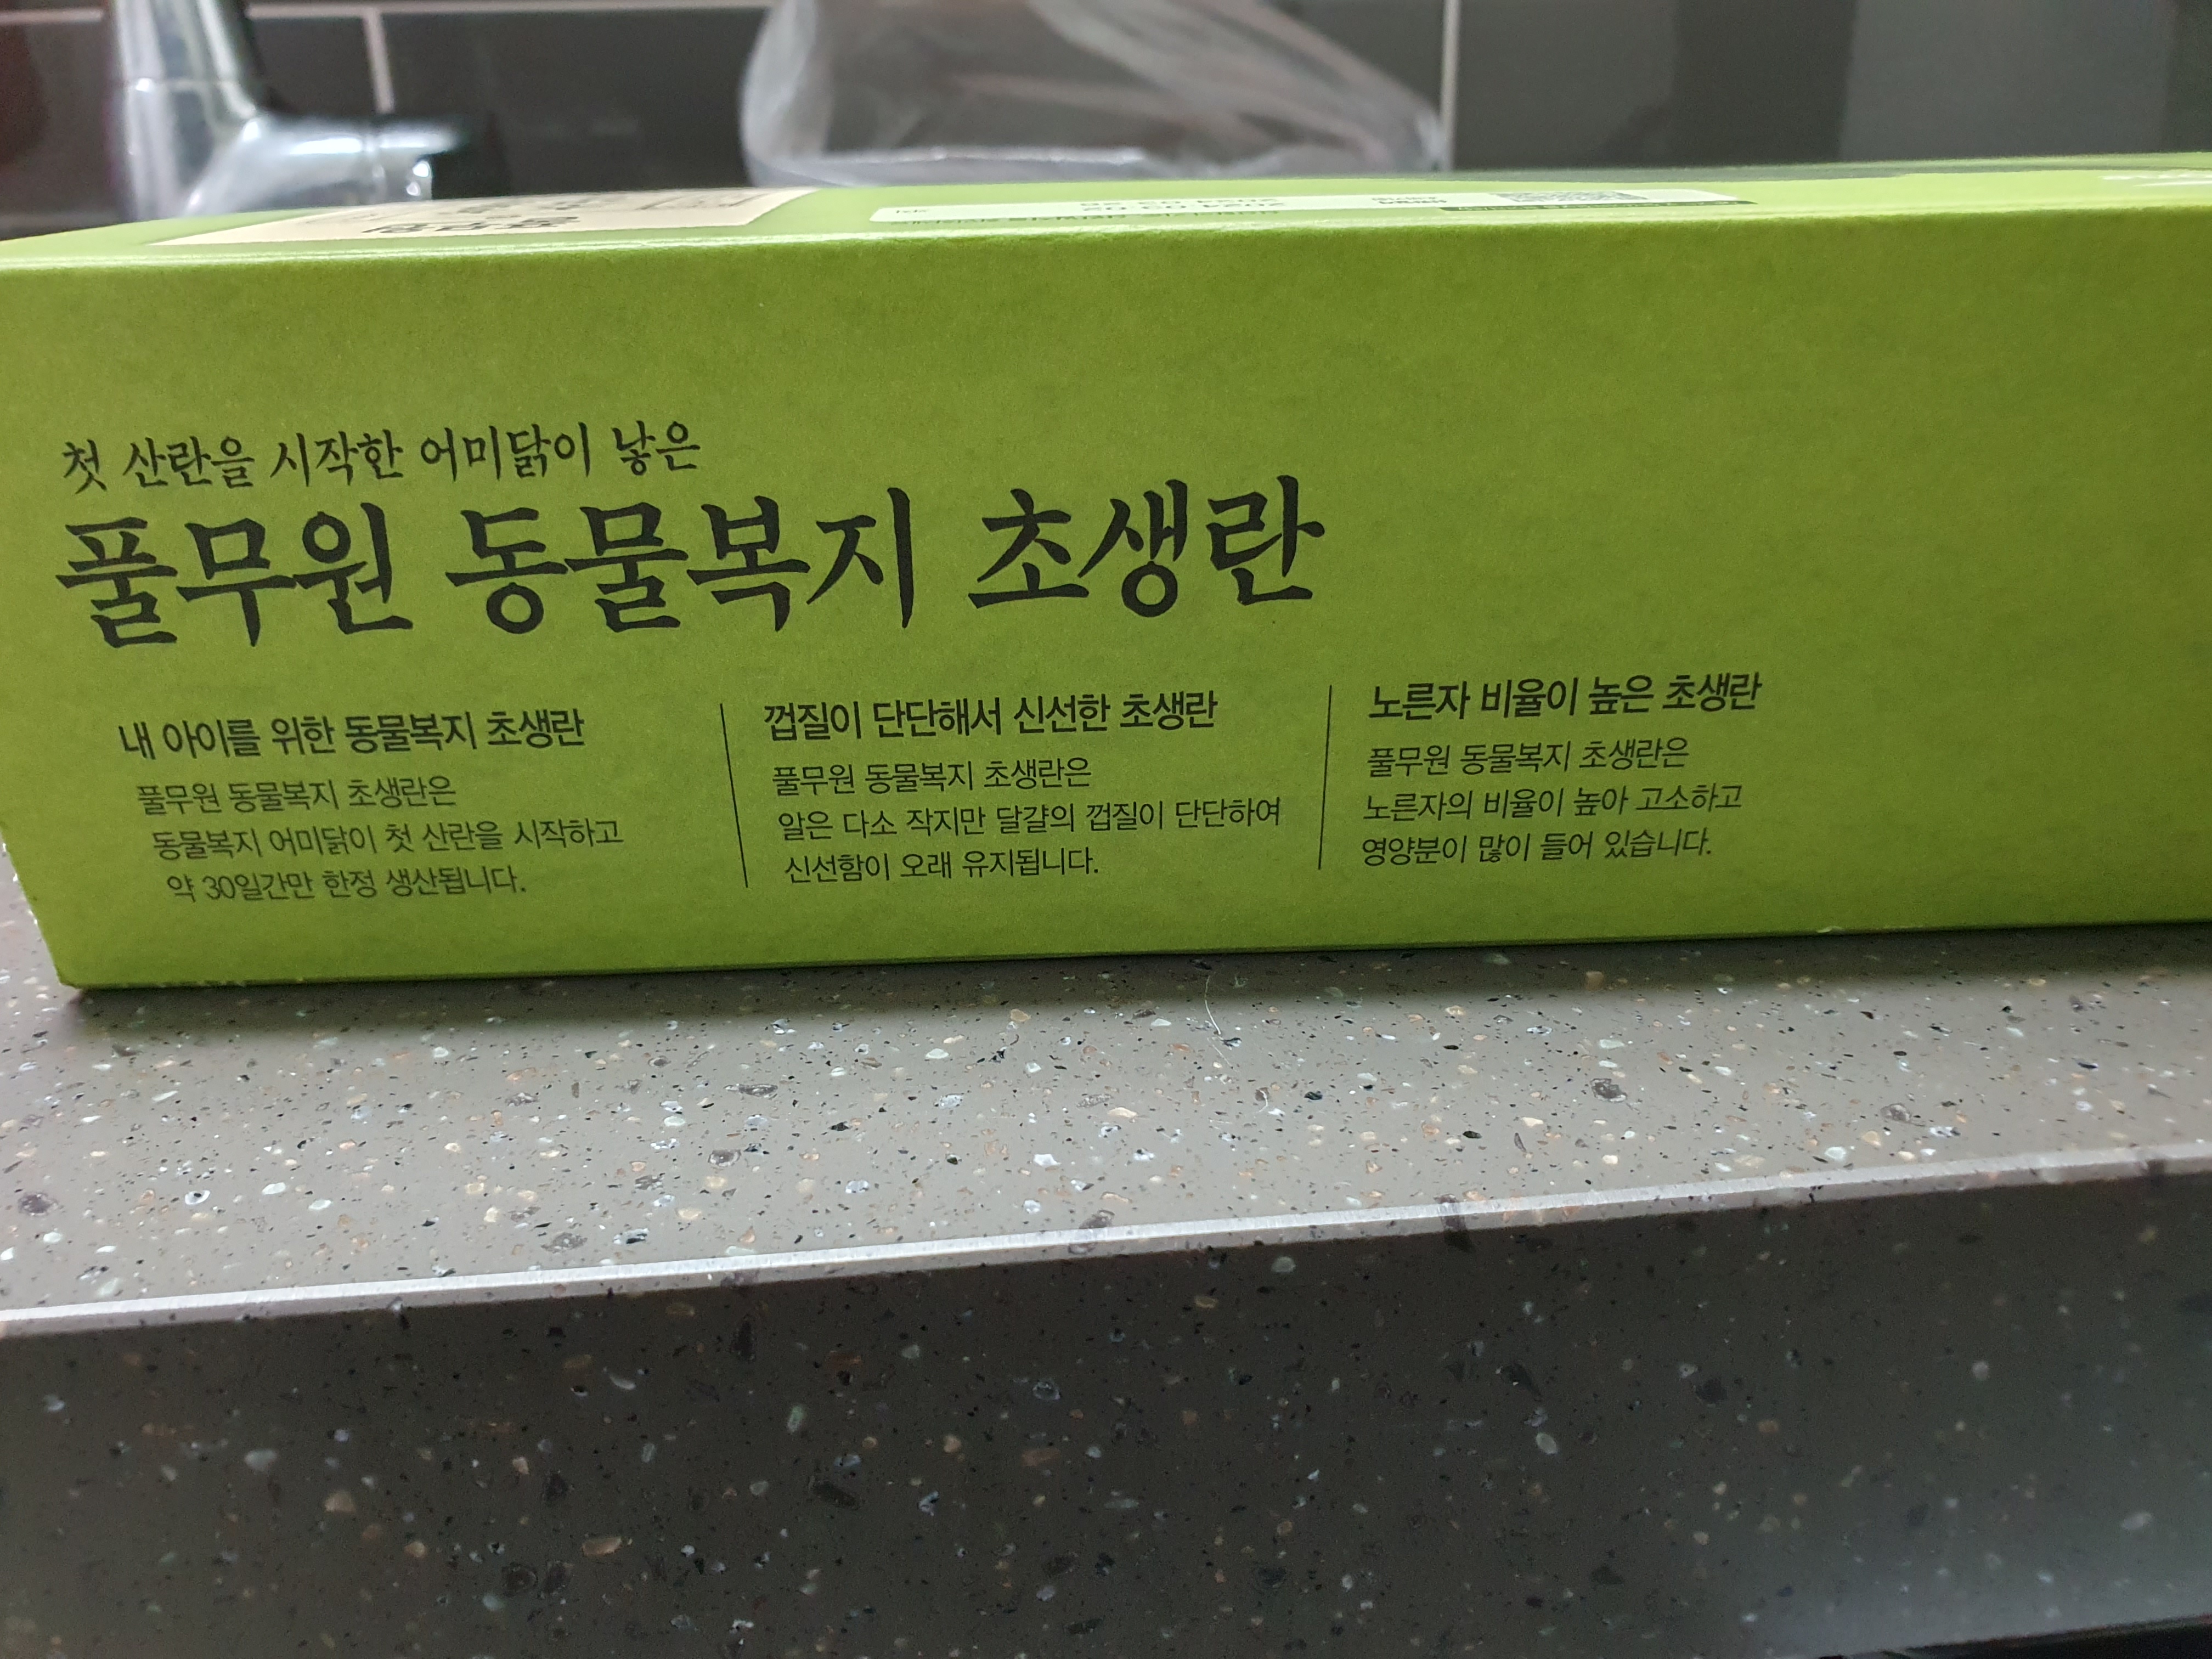 첫 산란을 시작한 어미닭이 낳은
풀무원 동물복지 초생란
내 아이를 위한 동물복지 초생란
풀무원 동물복지 초생란은
동물복지 어미닭이 첫 산란을 시작하고
약 30일간만 한정 생산됩니다.
껍질이 단단해서 신선한 초생란
풀무원 동물복지 초생란은
알은 다소 작지만 달걀의 껍질이 단단하여
신선함이 오래 유지됩니다.
노른자 비율이 높은 초생란
풀무원 동물복지 초생란은
노른자의 비율이 높아 고소하고
영양분이 많이 들어 있습니다.